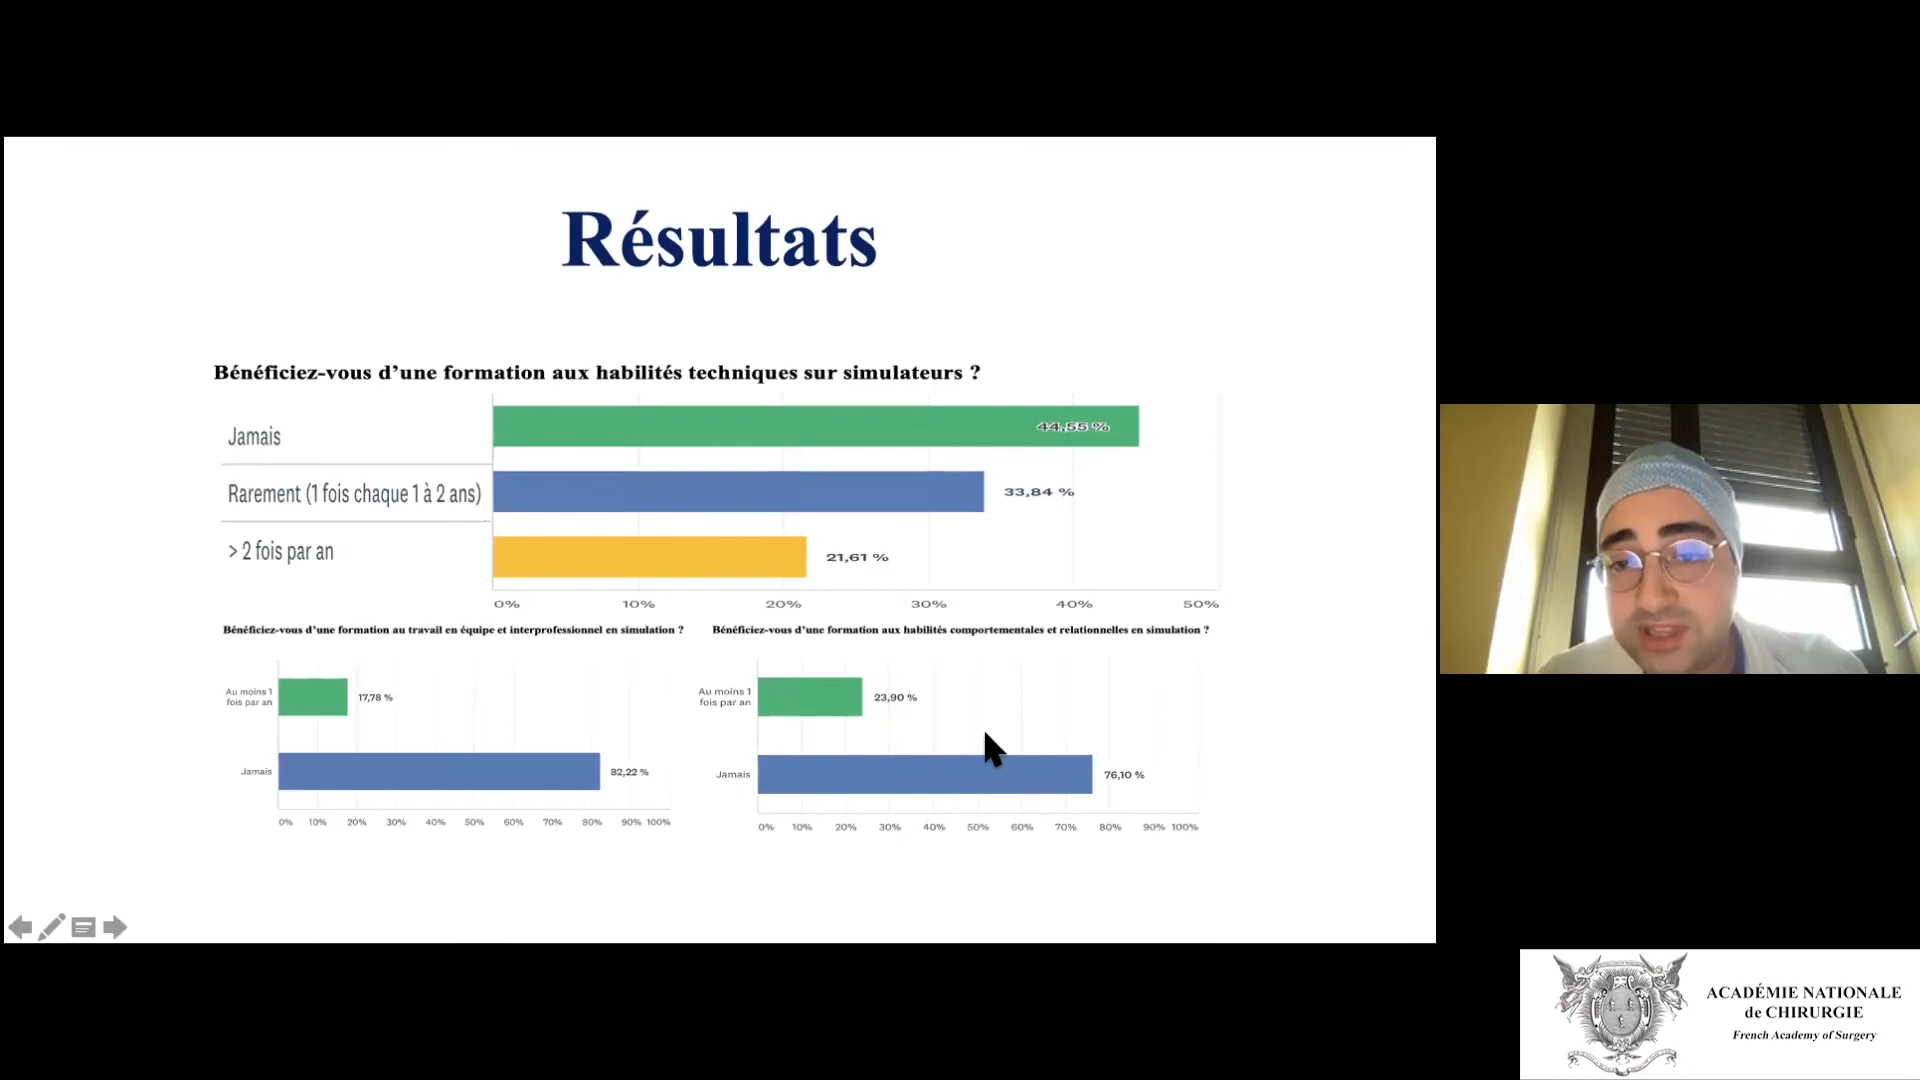 Résultats
Bénéficiez-vous d’une formation aux habilités techniques sur simulateurs ?
Jamais
44,55 %
Rarement (1 fois chaque 1 à 2 ans)
33,84 %
> 2 fois par an
21,61 %
0% 10% 20% 30% 40% 50%
Bénéficiez-vous d’une formation au travail en équipe et interprofessionnel en simulation ?
Au moins 1
fois par an
17,78 %
Jamais
82,22 %
0% 10% 20% 30% 40% 50% 60% 70% 80% 90% 100%
Bénéficiez-vous d’une formation aux habilités comportementales et relationnelles en simulation ?
Au moins 1
fois par an
23,90 %
Jamais
76,10 %
0% 10% 20% 30% 40% 50% 60% 70% 80% 90% 100%
ACADÉMIE NATIONALE
de CHIRURGIE
French Academy of Surgery